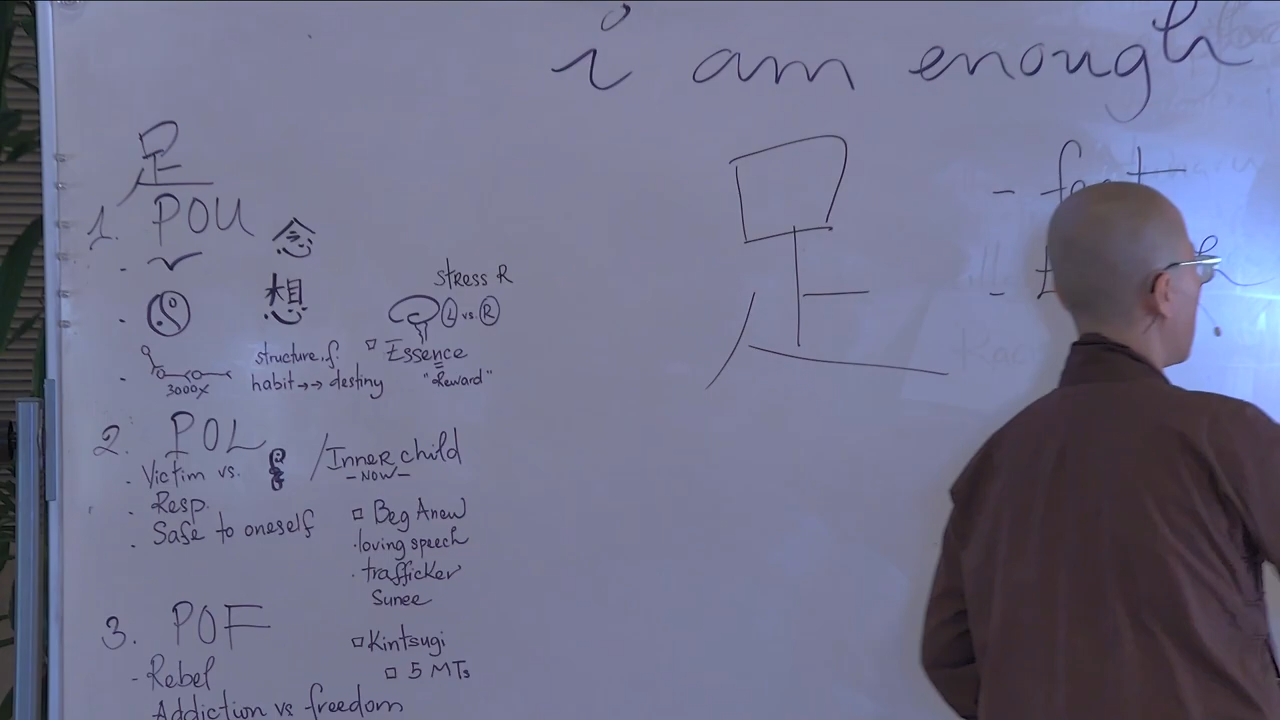 i am enough
足
足
1. POU
念
想
stress R
L vs. R
structure of
habit →→ destiny
3000X
Essence
"Reward"
2. POL
Victim vs.
/Inner child
-NOW-
Resp.
Safe to oneself
Beg Anew
loving speech
trafficker
Sunee
3. POF
- Rebel
Addiction vs freedom
Kintsugi
5 MTs